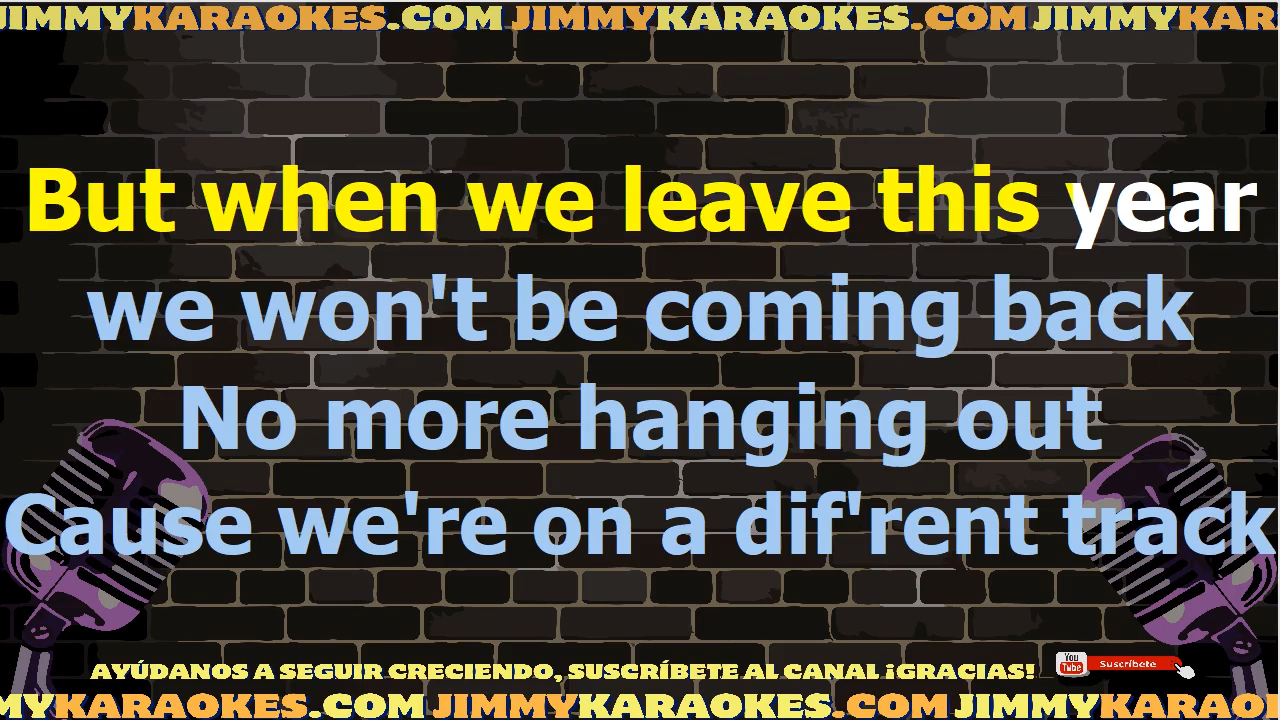 JIMMYKARAOKES.COM JIMMYKARAOKES.COM JIMMYKAR
But when we leave this year
we won't be coming back
No more hanging out
Cause we're on a dif'rent track
AYÚDANOS A SEGUIR CRECIENDO, SUSCRÍBETE AL CANAL ¡GRACIAS!
You Tube Suscríbete
MYKARAOKES.COM JIMMYKARAOKES.COM JIMMYKARAOK